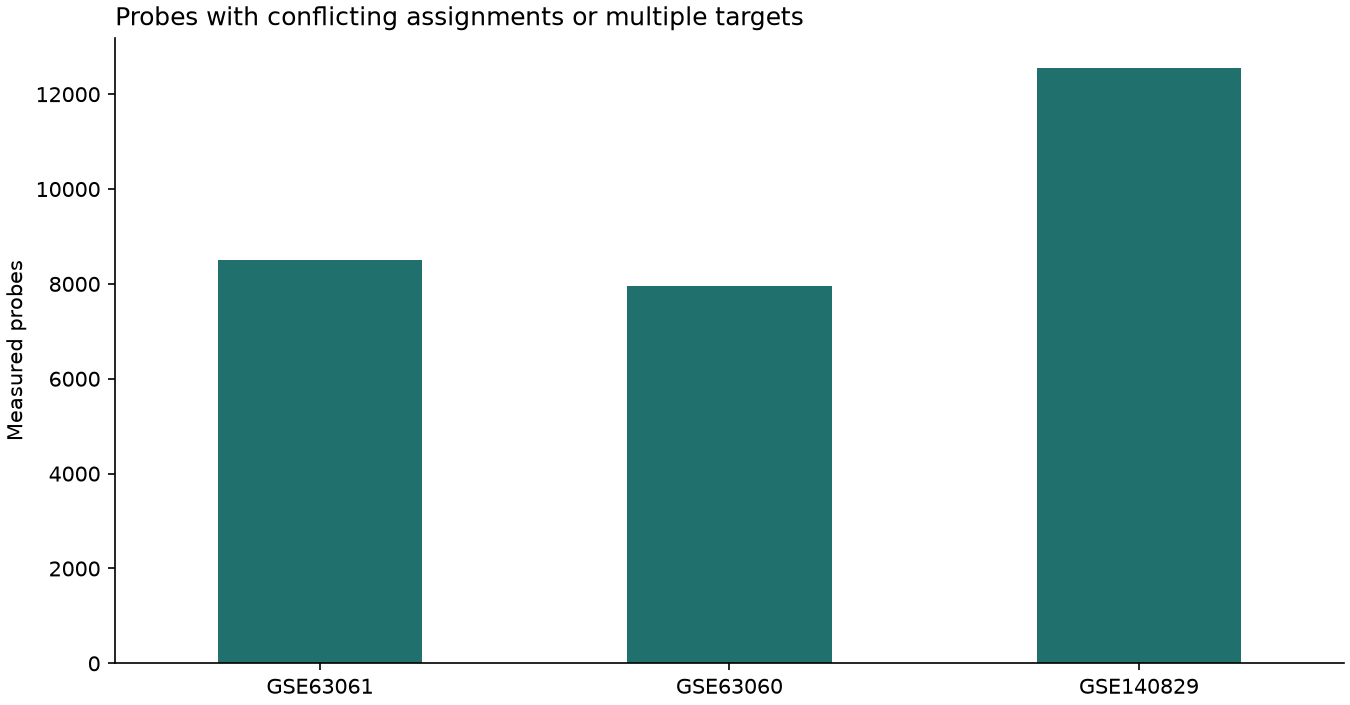 Probes with conflicting assignments or multiple targets
Measured probes
12000
10000
8000
6000
4000
2000
0
GSE63061
GSE63060
GSE140829